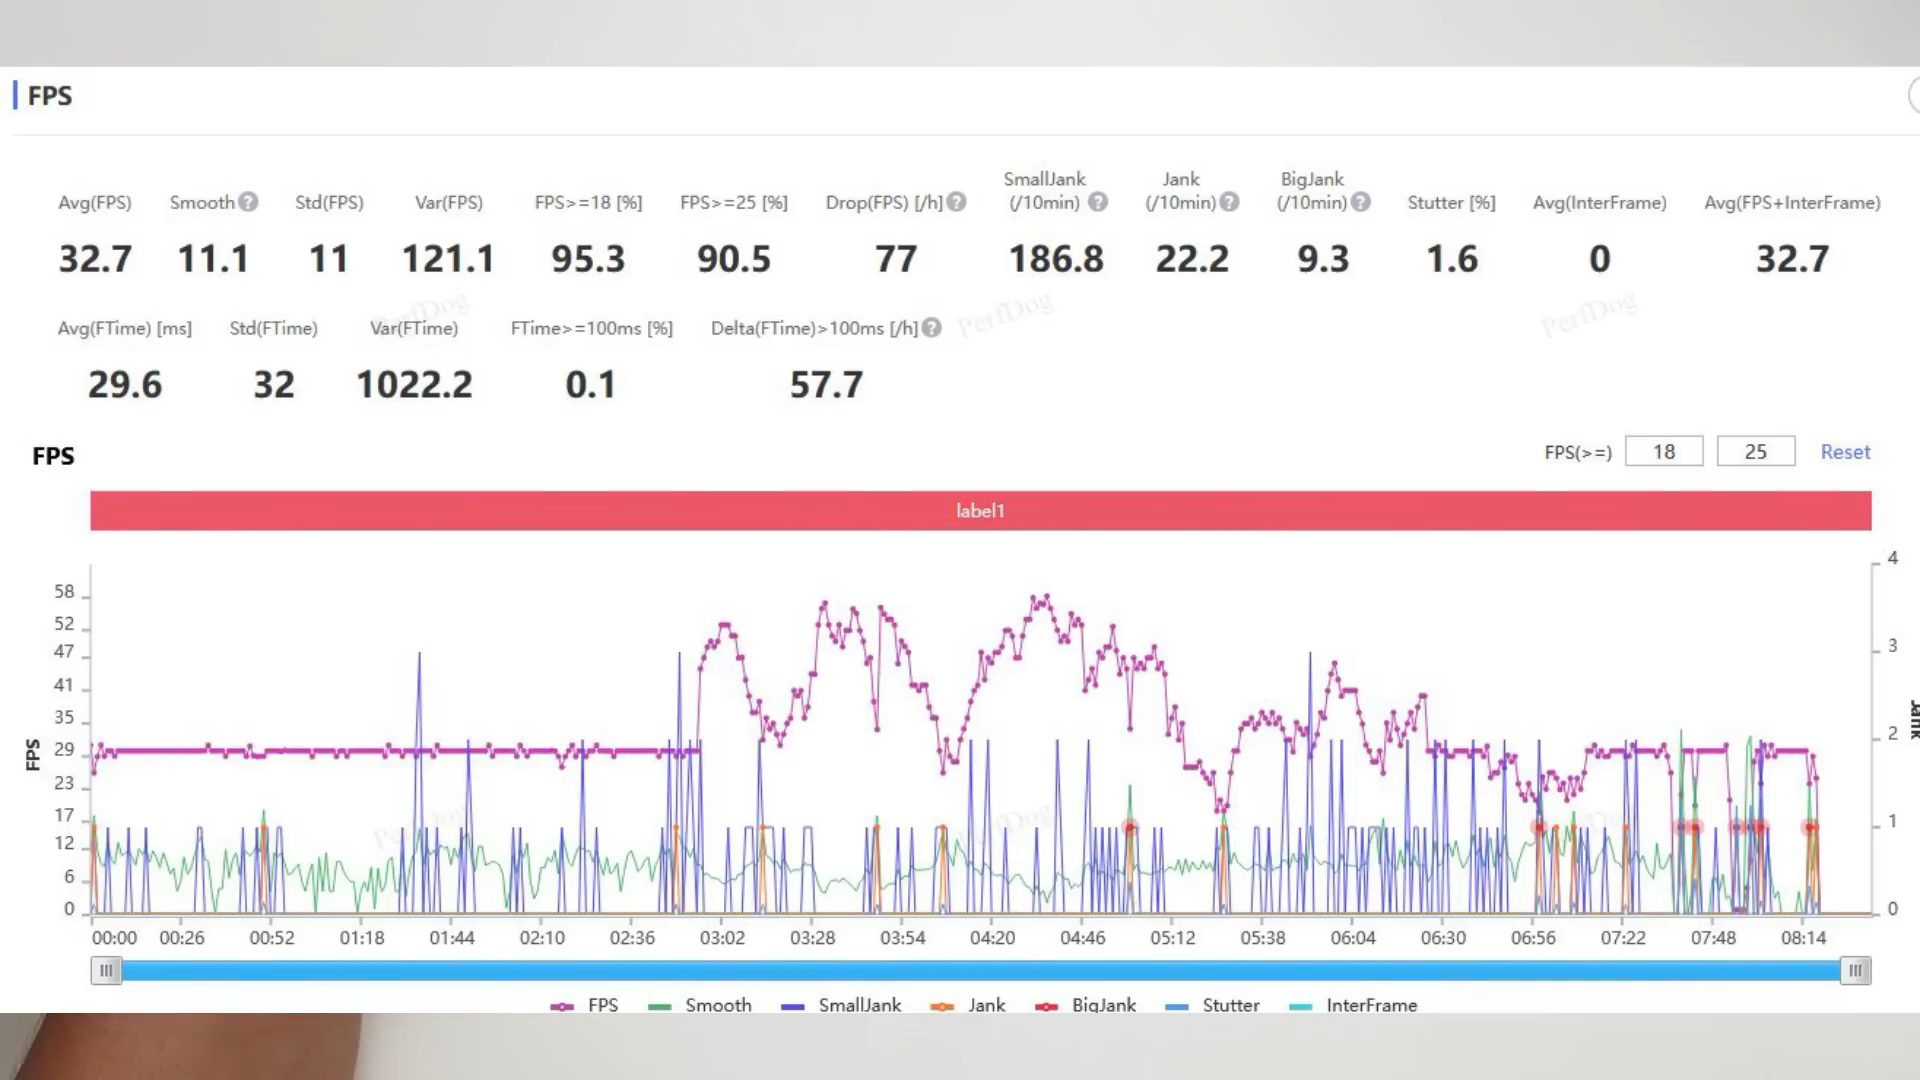 FPS
Avg(FPS) Smooth Std(FPS) Var(FPS) FPS>=18 [%] FPS>=25 [%] Drop(FPS) [/h] SmallJank (/10min) Jank (/10min) BigJank (/10min) Stutter [%] Avg(InterFrame) Avg(FPS+InterFrame)
32.7 11.1 11 121.1 95.3 90.5 77 186.8 22.2 9.3 1.6 0 32.7
PerfDog PerfDog PerfDog
Avg(FTime) [ms] Std(FTime) Var(FTime) FTime>=100ms [%] Delta(FTime)>100ms [/h]
29.6 32 1022.2 0.1 57.7
FPS
FPS(>=) 18 25 Reset
label1
FPS
58
52
47
41
35
29
23
17
12
6
0
4
3
2
1
0
Jank
PerfDog PerfDog
00:00 00:26 00:52 01:18 01:44 02:10 02:36 03:02 03:28 03:54 04:20 04:46 05:12 05:38 06:04 06:30 06:56 07:22 07:48 08:14
FPS Smooth SmallJank Jank BigJank Stutter InterFrame